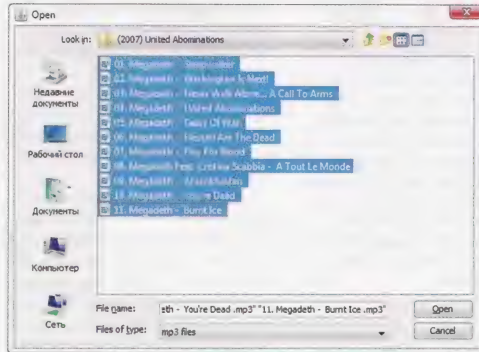 Open
Look in:
(2007) United Abominations
01. Megadeth - Sleepwalker
02. Megadeth - Washington Is Next!
03. Megadeth - Never Walk Alone... A Call To Arms
04. Megadeth - United Abominations
05. Megadeth - Of War
06. Megadeth - Blessed Are The Dead
07. Megadeth - Play For Blood
08. Megadeth Feat. Cristina Scabbia - A Tout Le Monde
09. Megadeth - Amerikhastan
10. Megadeth - You're Dead
11. Megadeth - Burnt Ice
Недавние
документы
Рабочий стол
Документы
Компьютер
Сеть
File name:
eth - You're Dead .mp3" "11. Megadeth - Burnt Ice .mp3"
Open
Files of type:
mp3 files
Cancel